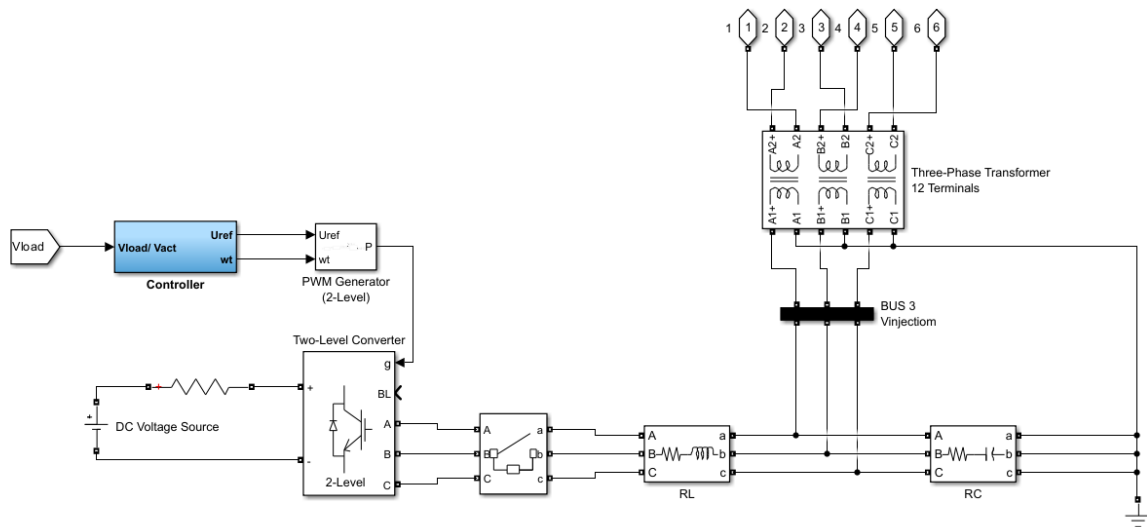 1 1 2 2 3 3 4 4 5 5 6 6
A2+ A2 B2+ B2 C2+ C2
Three-Phase Transformer
12 Terminals
A1+ A1 B1+ B1 C1+ C1
Vload
Vload/ Vact
Uref
wt
Controller
Uref
P
wt
PWM Generator
(2-Level)
BUS 3
Vinjectiom
Two-Level Converter
g
BL
+
A
B
-
C
2-Level
+
DC Voltage Source
A a
B b
C c
A a
B b
C c
RL
A a
B b
C c
RC